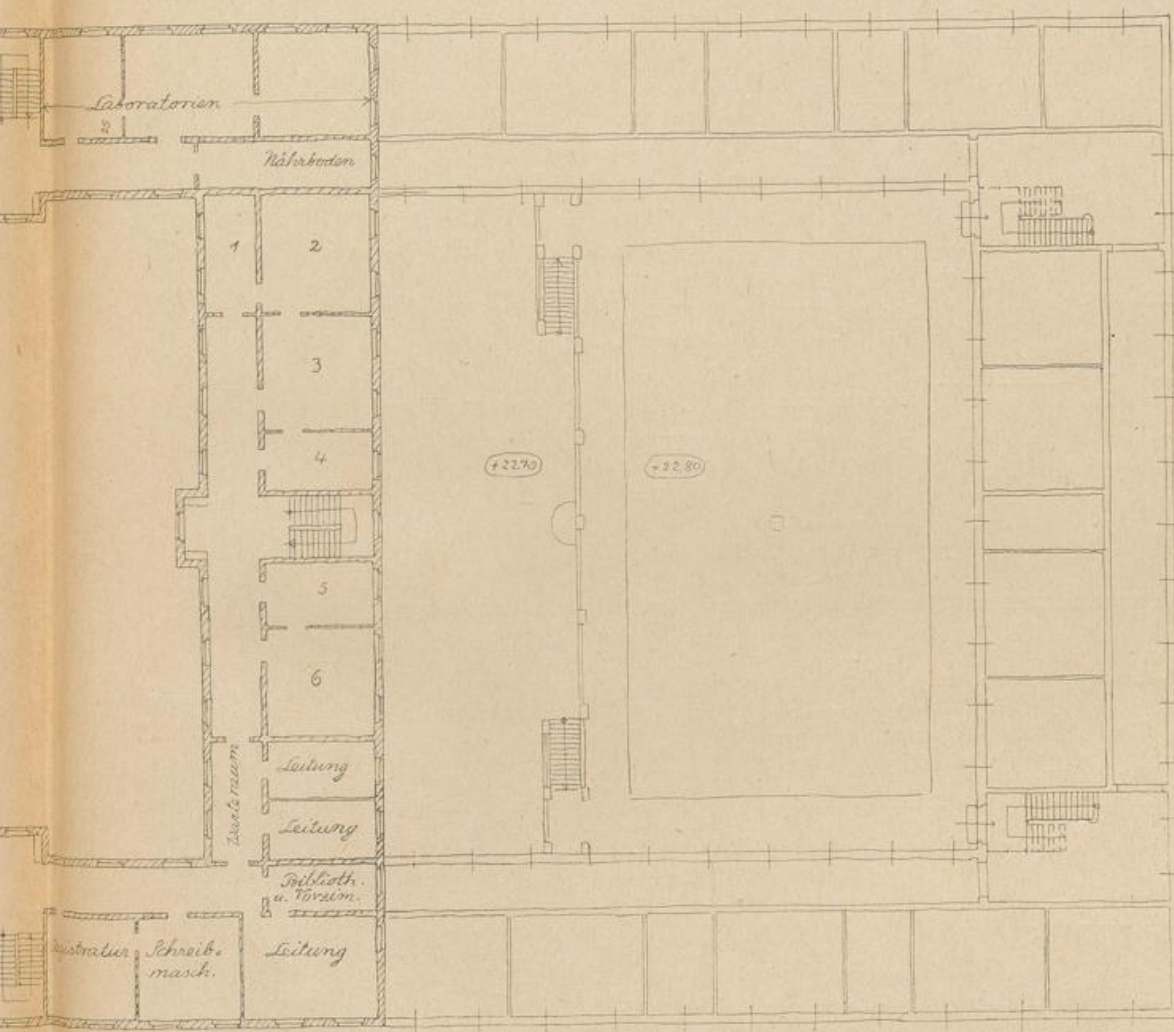 Laboratorien
25
Nährboden
1
2
3
4
+22.70
+22.80
5
6
Leitung
Warteraum
Leitung
Biblioth.
u. Vorzim.
Schreib-
masch.
Leitung